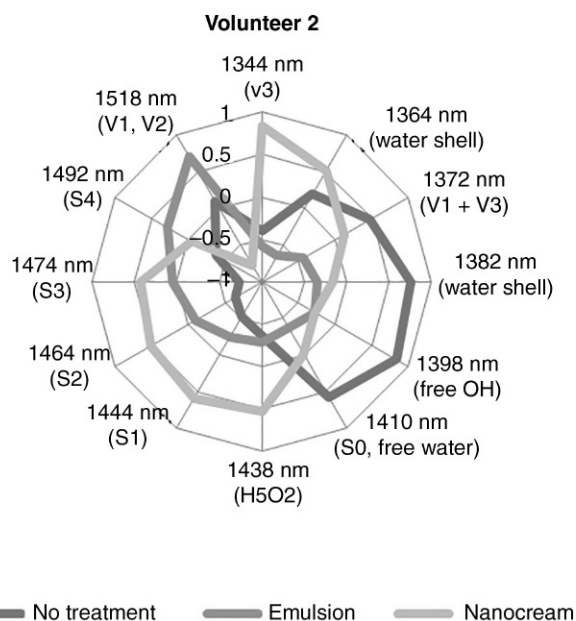 Volunteer 2
1344 nm
(v3)
1364 nm
(water shell)
1372 nm
(V1 + V3)
1382 nm
(water shell)
1398 nm
(free OH)
1410 nm
(S0, free water)
1438 nm
(H5O2)
1444 nm
(S1)
1464 nm
(S2)
1474 nm
(S3)
1492 nm
(S4)
1518 nm
(V1, V2)
1
0.5
0
−0.5
−1
No treatment
Emulsion
Nanocream